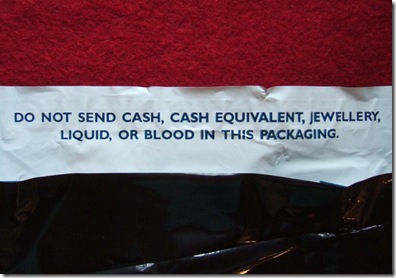 DO NOT SEND CASH, CASH EQUIVALENT, JEWELLERY,
LIQUID, OR BLOOD IN THIS PACKAGING.